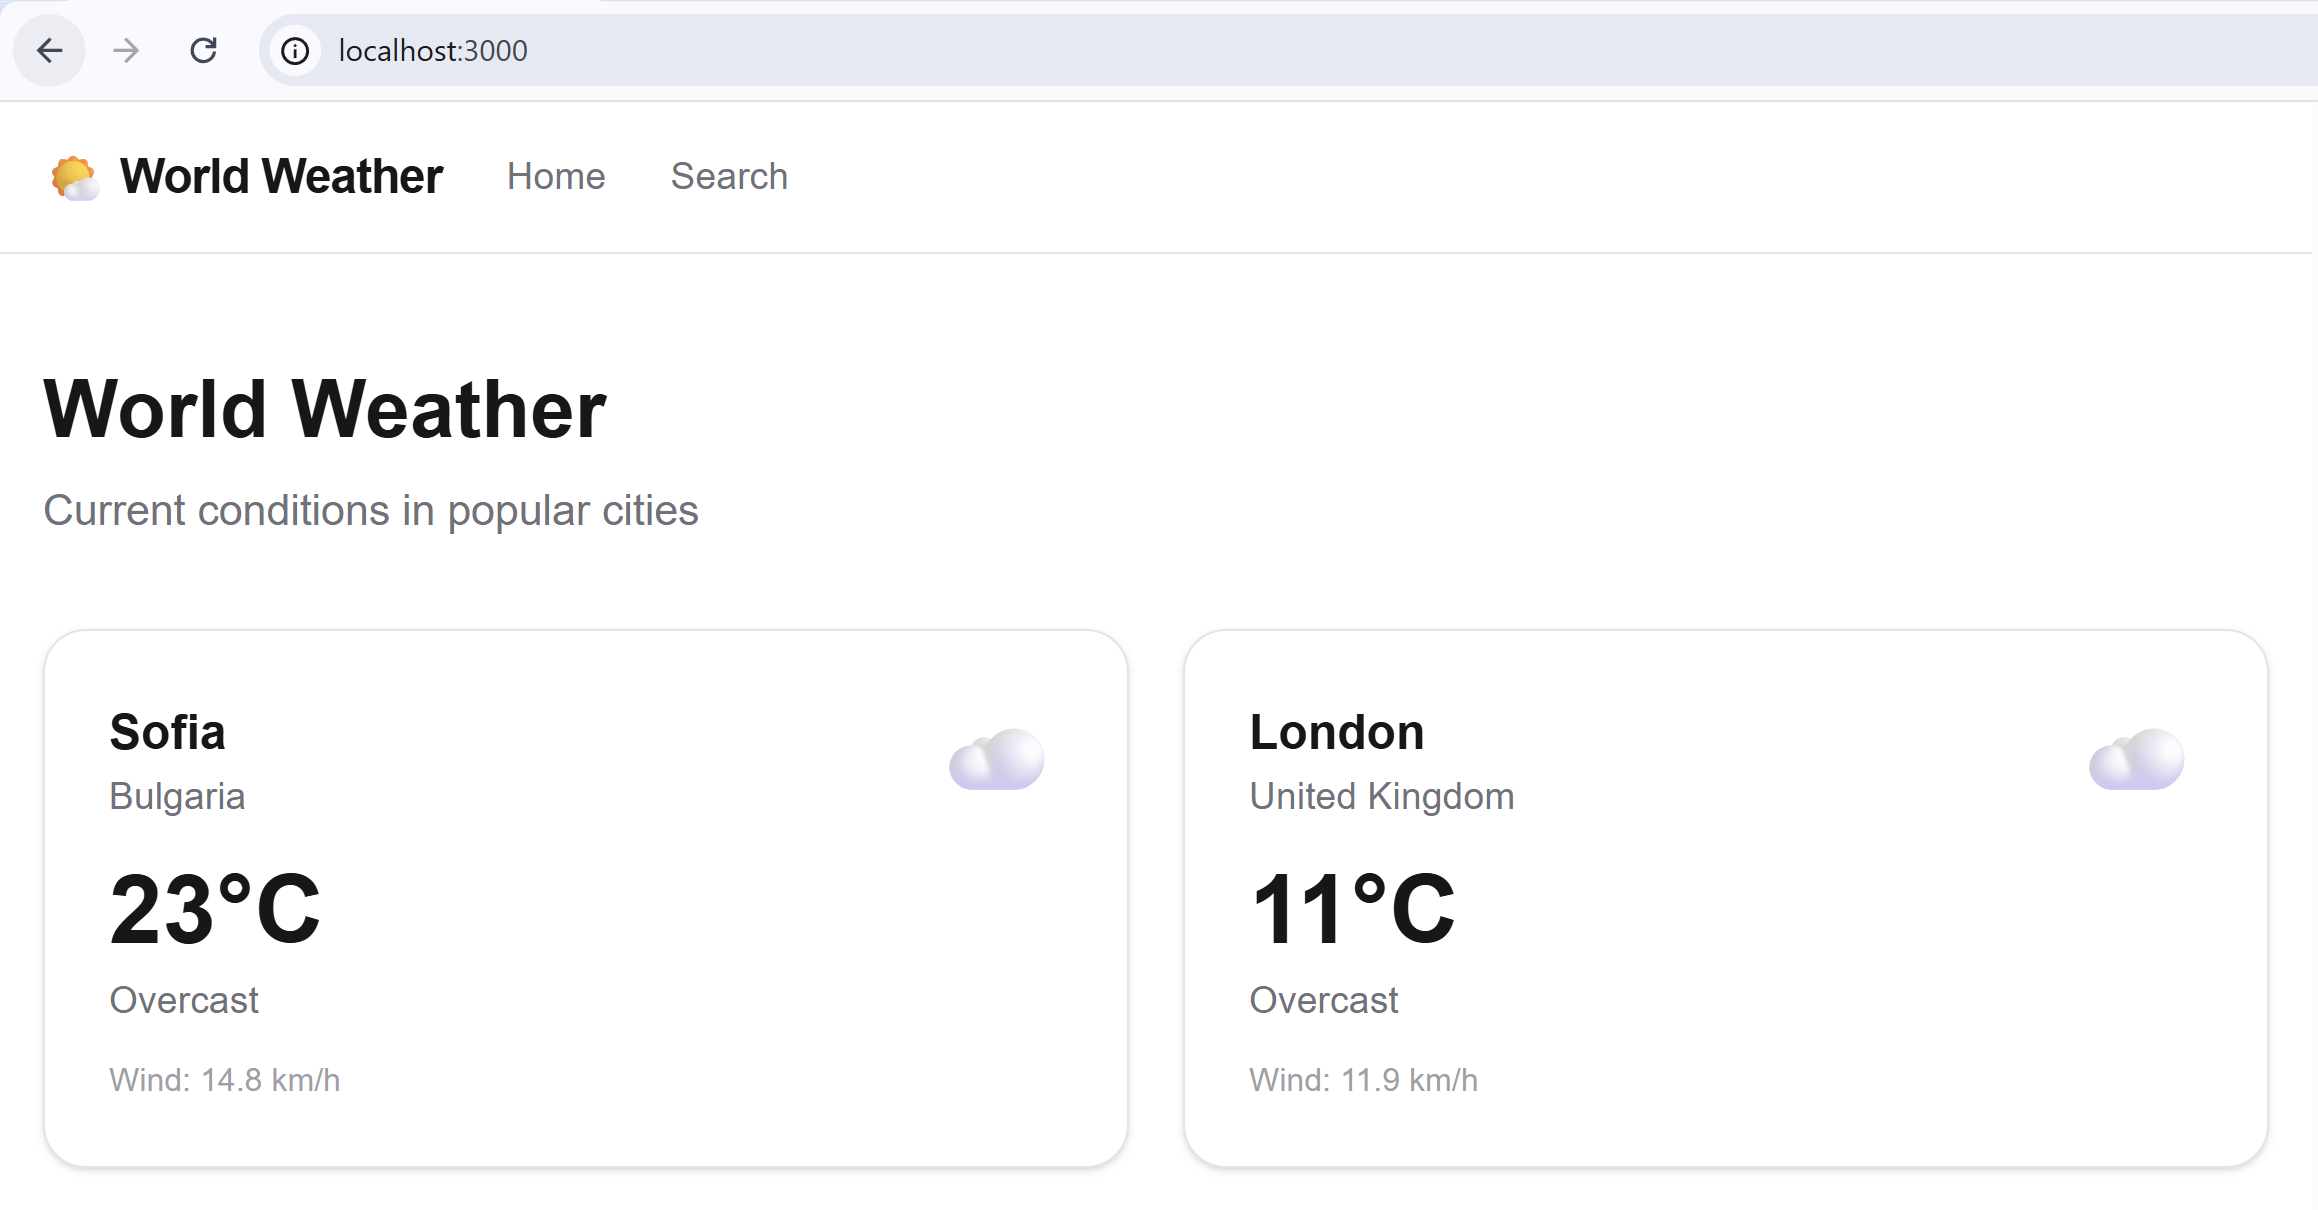 localhost:3000
World Weather Home Search
World Weather
Current conditions in popular cities
Sofia
Bulgaria
23°C
Overcast
Wind: 14.8 km/h
London
United Kingdom
11°C
Overcast
Wind: 11.9 km/h